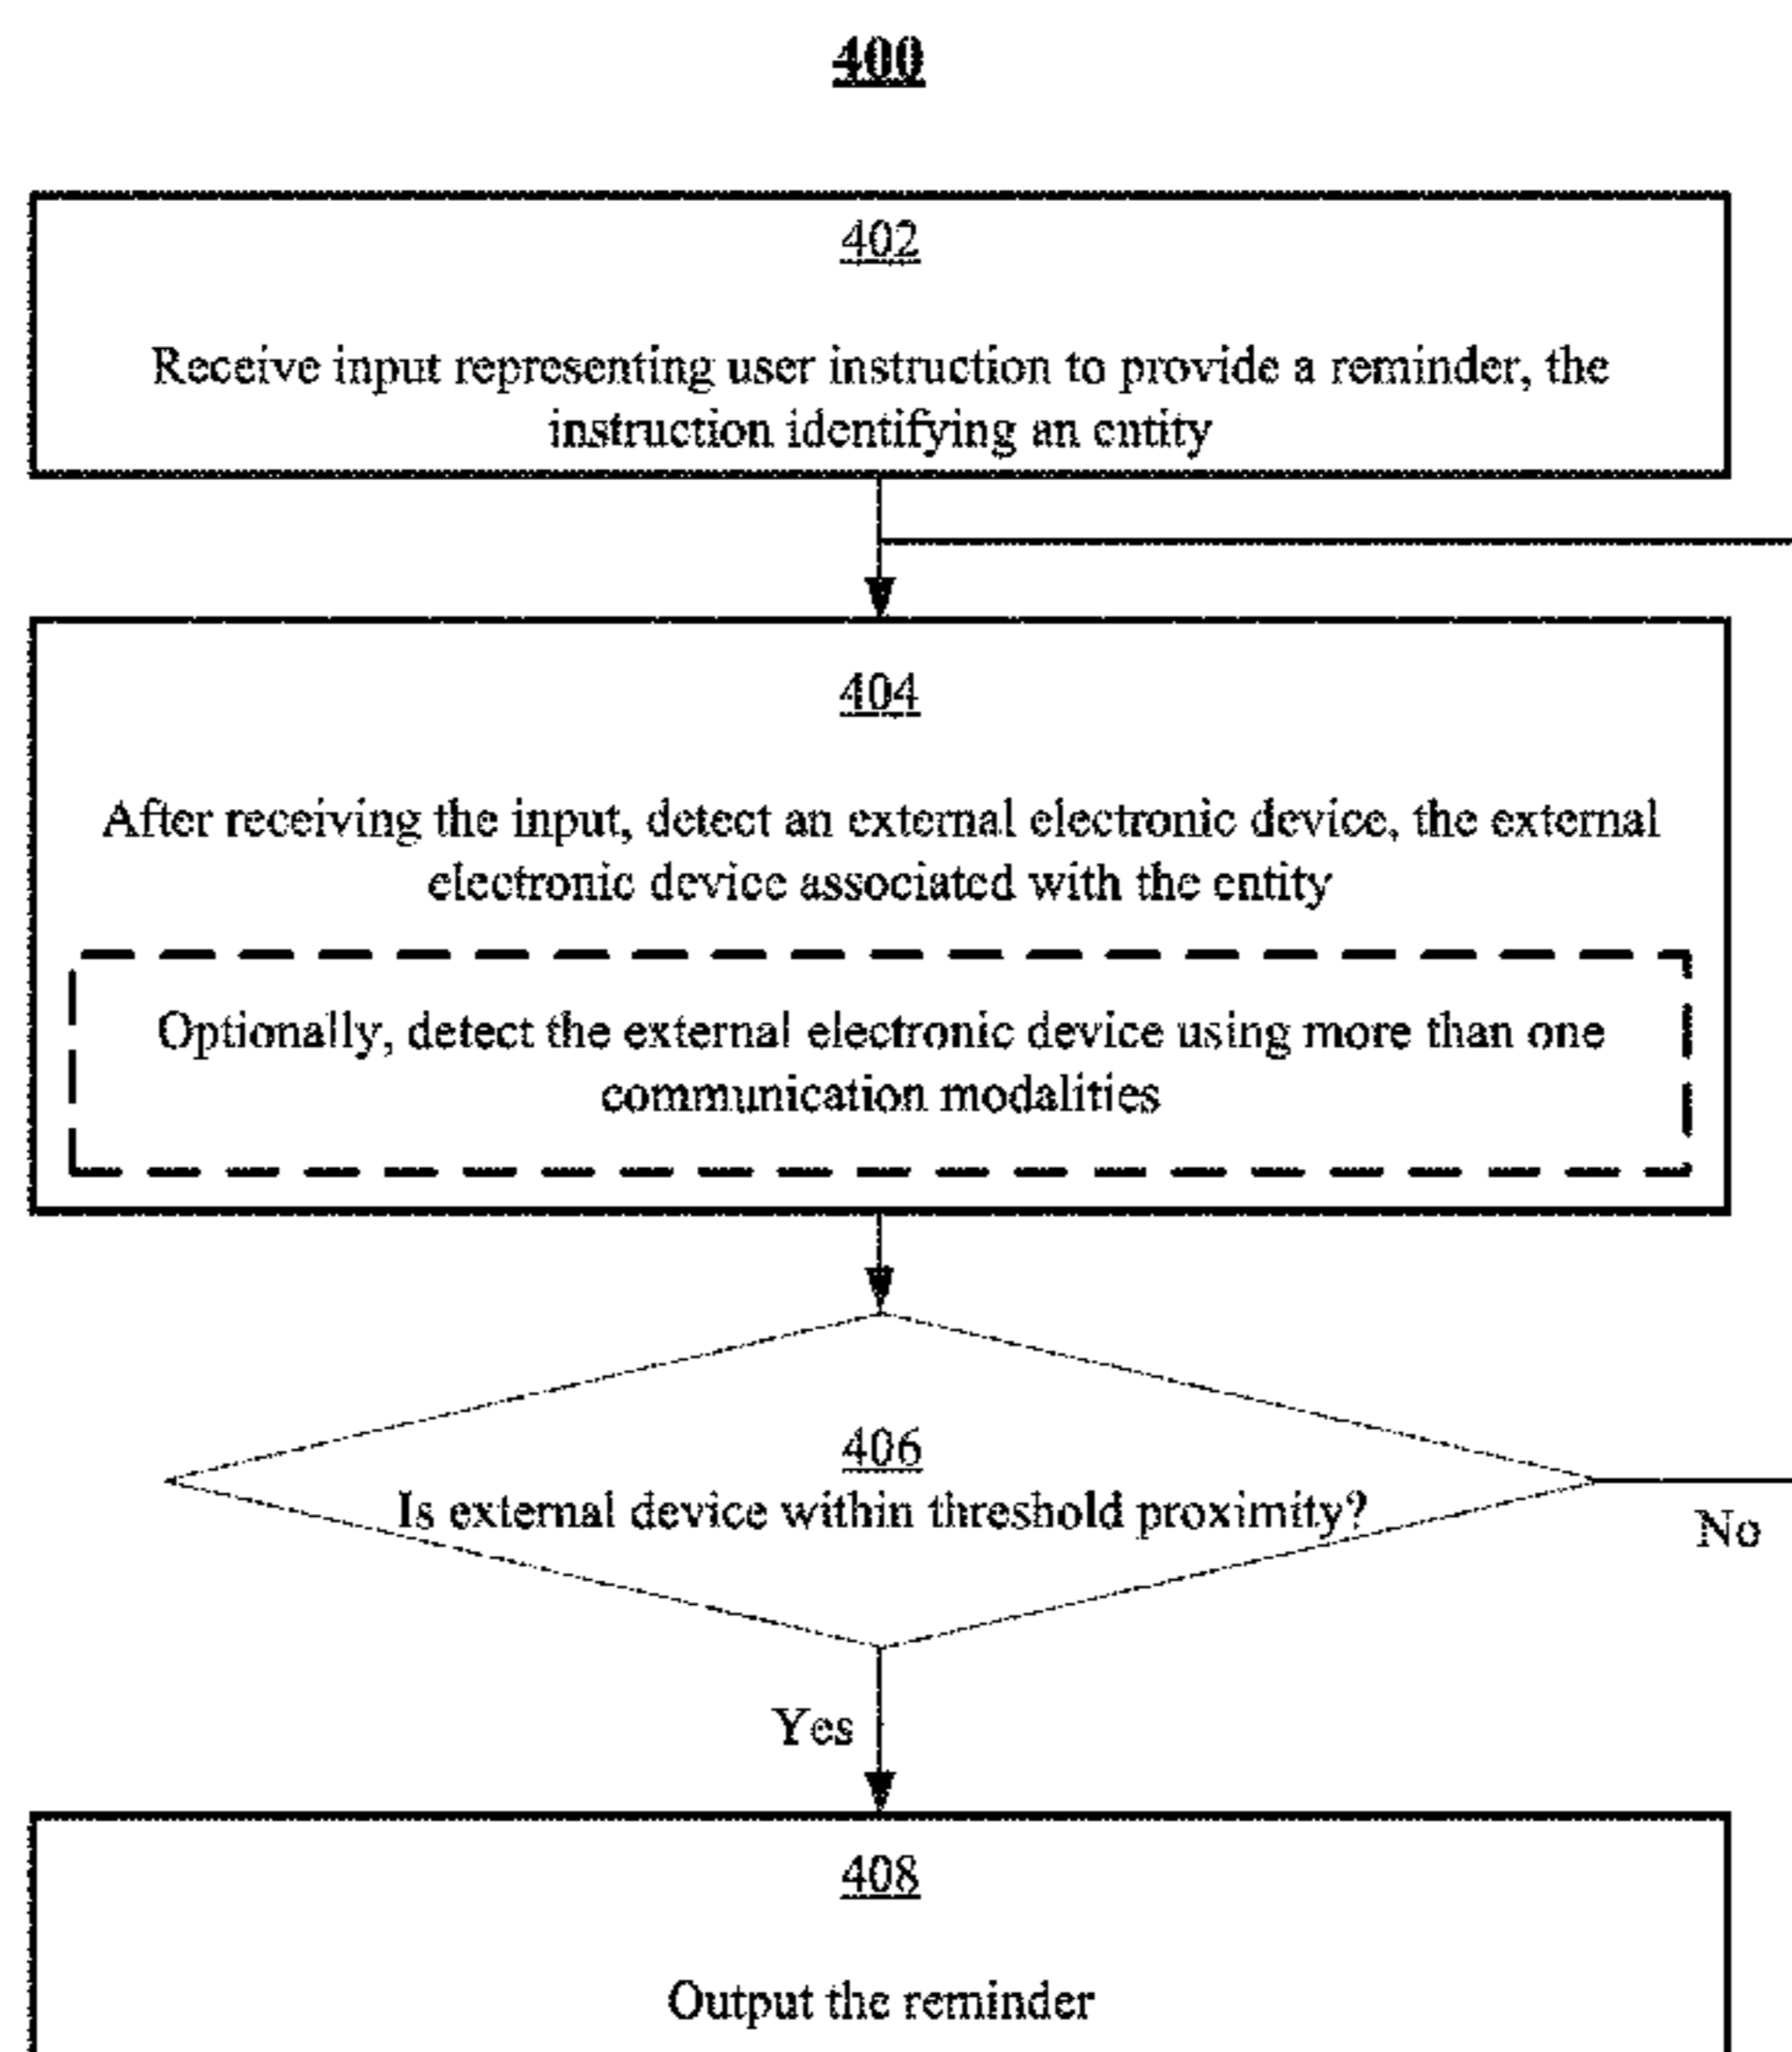 400
402
Receive input representing user instruction to provide a reminder, the
instruction identifying an entity
404
After receiving the input, detect an external electronic device, the external
electronic device associated with the entity
Optionally, detect the external electronic device using more than one
communication modalities
406
Is external device within threshold proximity?
No
Yes
408
Output the reminder